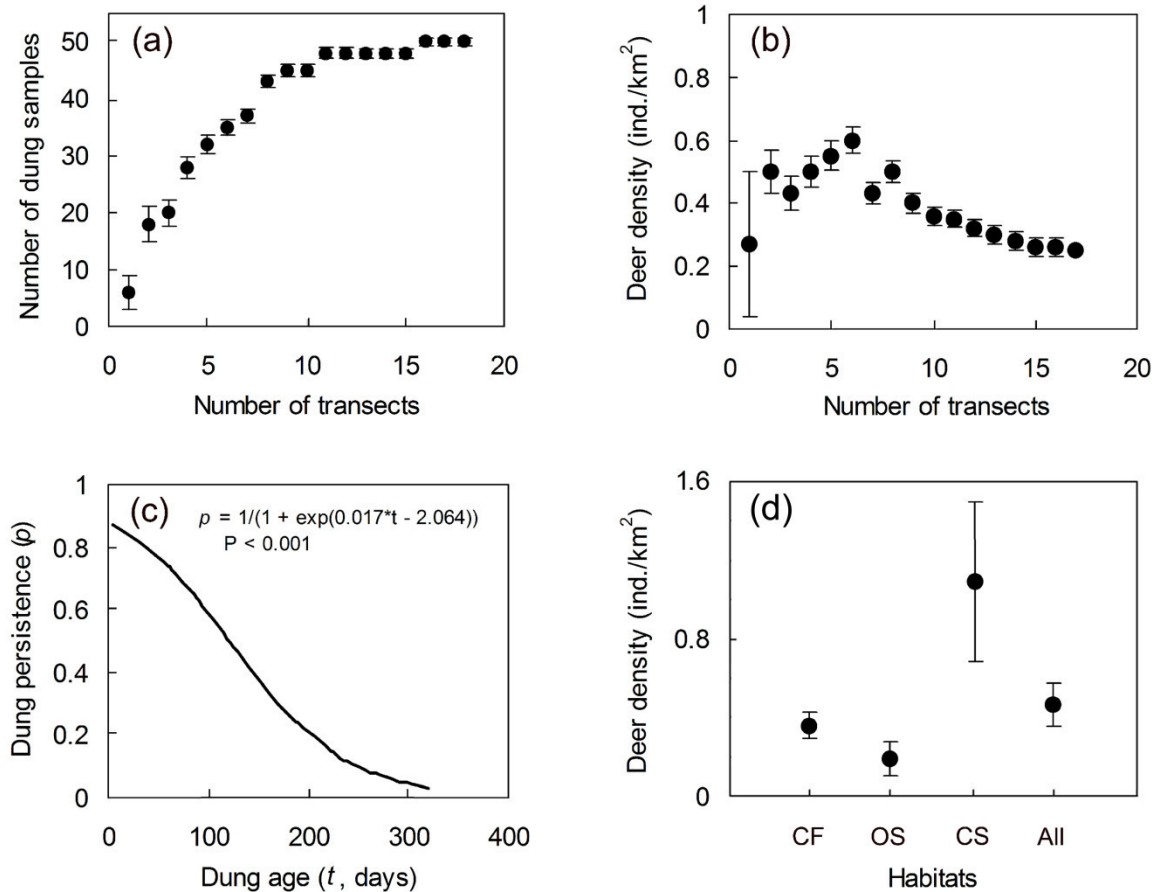 (a)
Number of dung samples
50
40
30
20
10
0
0 5 10 15 20
Number of transects
(b)
Deer density (ind./km²)
1
0.8
0.6
0.4
0.2
0
0 5 10 15 20
Number of transects
(c)
p = 1/(1 + exp(0.017*t - 2.064))
P < 0.001
Dung persistence (p)
1
0.8
0.6
0.4
0.2
0
0 100 200 300 400
Dung age (t, days)
(d)
Deer density (ind./km²)
1.6
0.8
0
CF OS CS All
Habitats